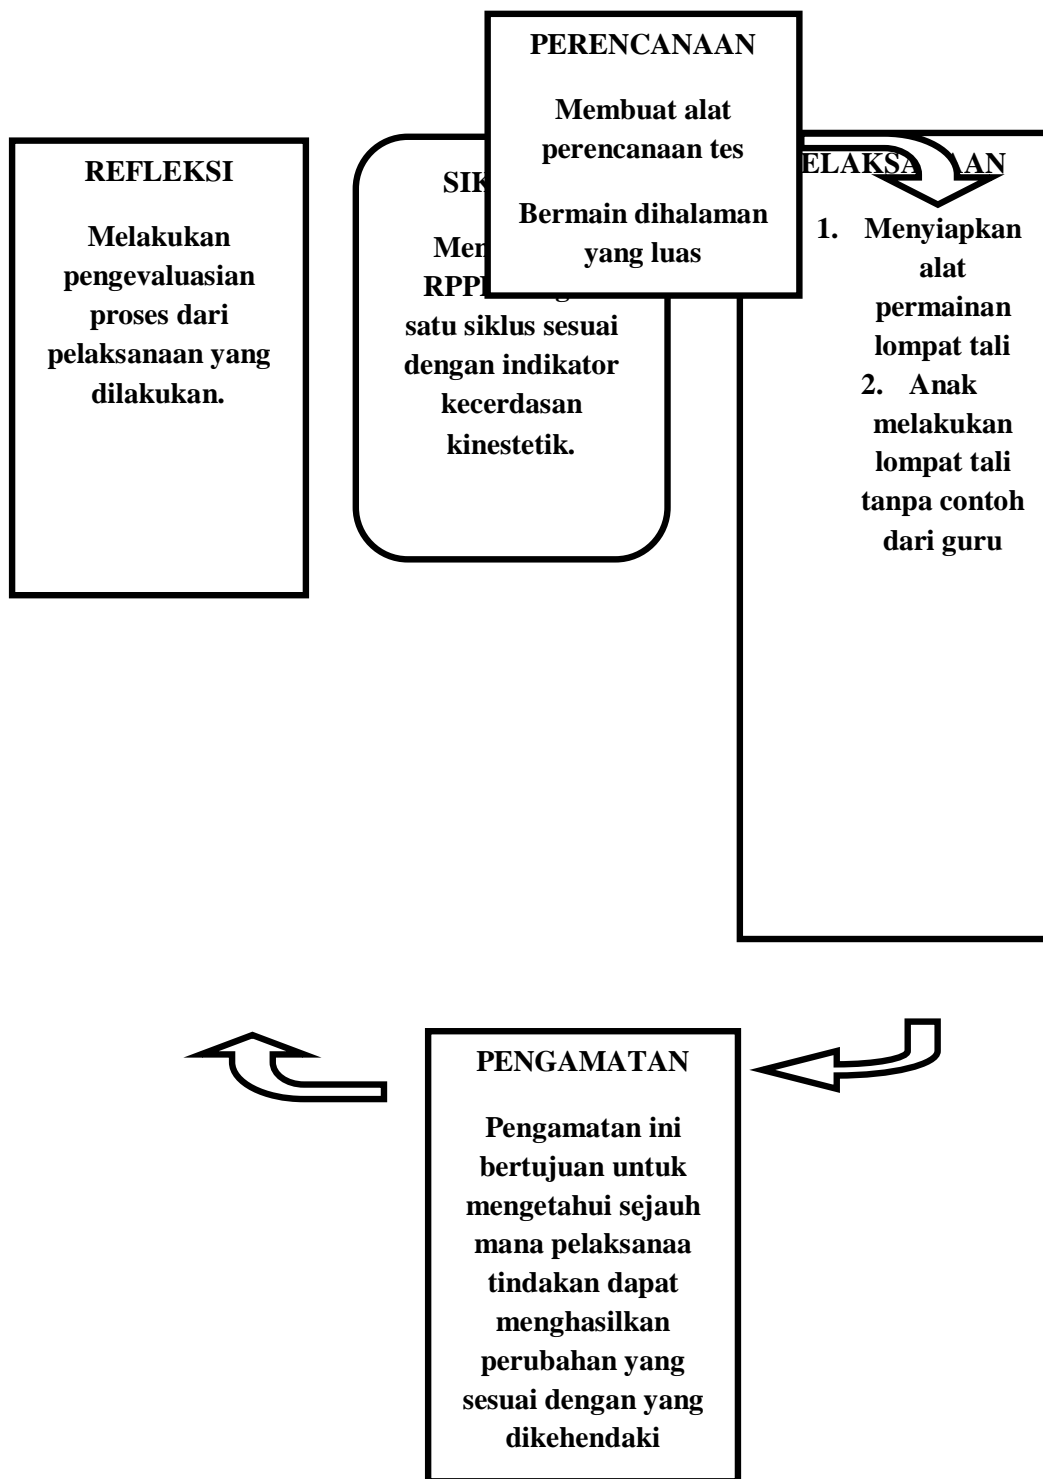 PERENCANAAN
Membuat alat
perencanaan tes
Bermain dihalaman
yang luas
REFLEKSI
Melakukan
pengevaluasian
proses dari
pelaksanaan yang
dilakukan.
satu siklus sesuai
dengan indikator
kecerdasan
kinestetik.
1. Menyiapkan
alat
permainan
lompat tali
2. Anak
melakukan
lompat tali
tanpa contoh
dari guru
PENGAMATAN
Pengamatan ini
bertujuan untuk
mengetahui sejauh
mana pelaksanaa
tindakan dapat
menghasilkan
perubahan yang
sesuai dengan yang
dikehendaki